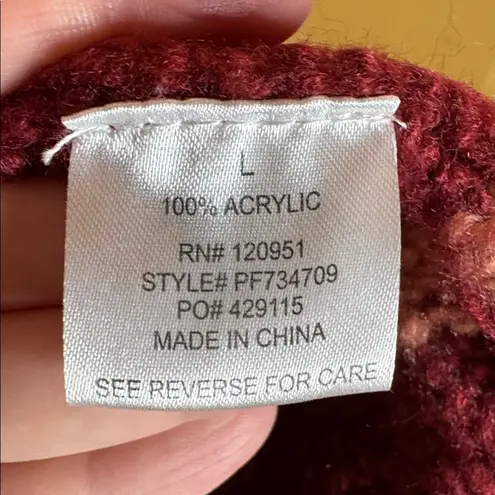 L
100% ACRYLIC
RN# 120951
STYLE# PF734709
PO# 429115
MADE IN CHINA
SEE REVERSE FOR CARE